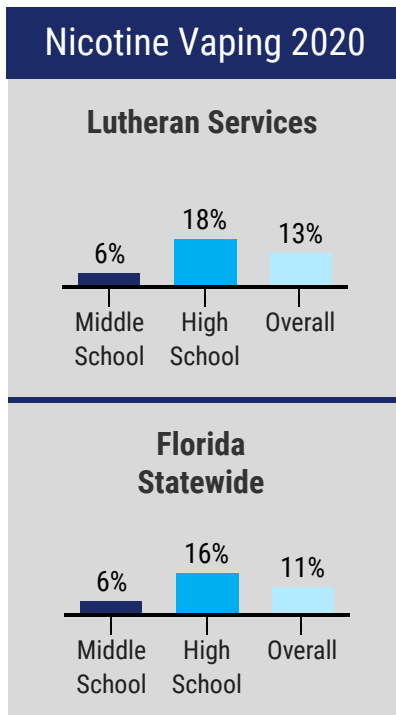 Nicotine Vaping 2020
Lutheran Services
6%
18%
13%
Middle School
High School
Overall
Florida
Statewide
6%
16%
11%
Middle School
High School
Overall